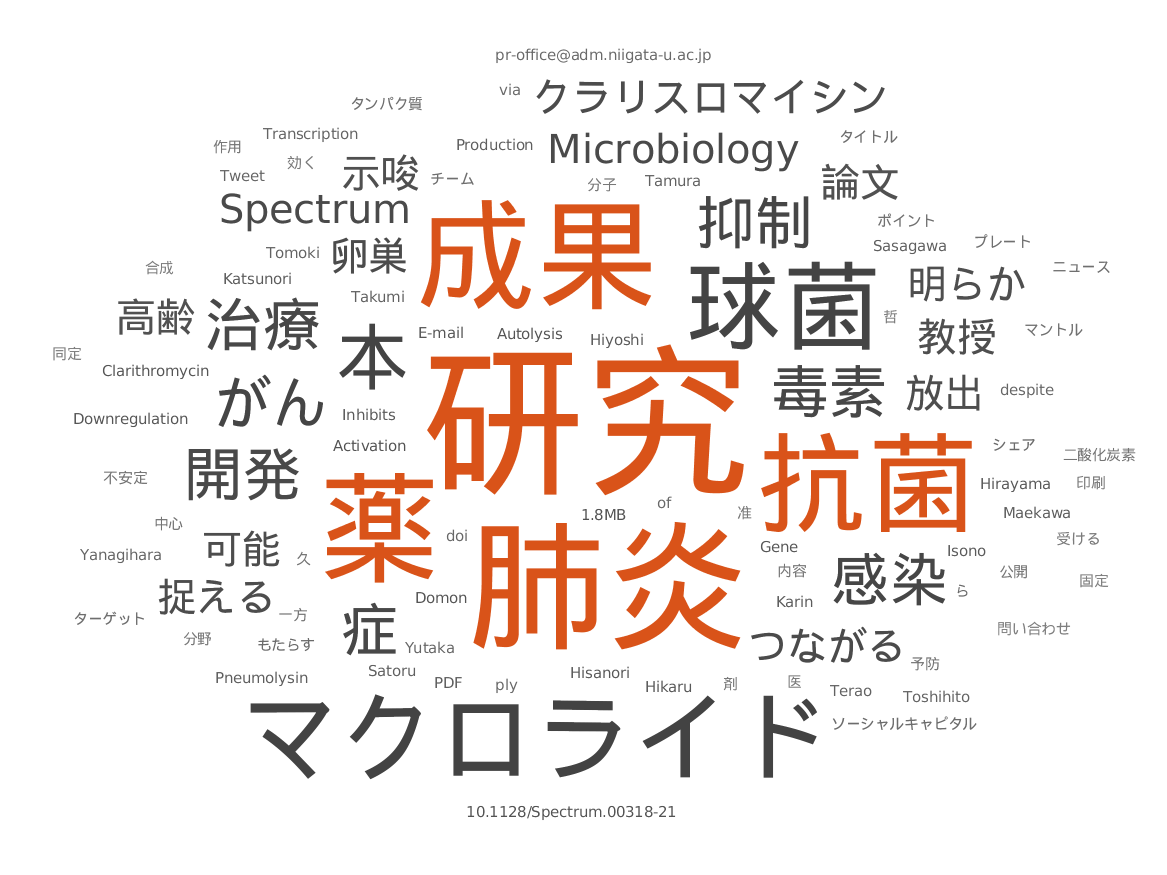 pr-office@adm.niigata-u.ac.jp
via
クラリスロマイシン
タンパク質
Transcription
作用
効く
Production
Microbiology
タイトル
Tweet
示唆
チーム
分子
Tamura
論文
Spectrum
成果
抑制
ポイント
Sasagawa
プレート
Tomoki
卵巣
合成
Katsunori
球菌
明らか
ニュース
高齢
治療
Takumi
哲
教授
マントル
同定
本
E-mail
Autolysis
Hiyoshi
Clarithromycin
研究
毒素
放出
despite
Downregulation
がん
Inhibits
Activation
抗菌
シェア
二酸化炭素
不安定
開発
薬
Hirayama
印刷
1.8MB
of
准
Maekawa
中心
doi
肺炎
受ける
Yanagihara
可能
久
Gene
Isono
内容
感染
公開
固定
捉える
Domon
Karin
ら
ターゲット
一方
症
問い合わせ
分野
もたらす
Yutaka
つながる
予防
Pneumolysin
Satoru
PDF
ply
Hisanori
Hikaru
剤
医
Terao
Toshihito
マクロライド
ソーシャルキャピタル
10.1128/Spectrum.00318-21